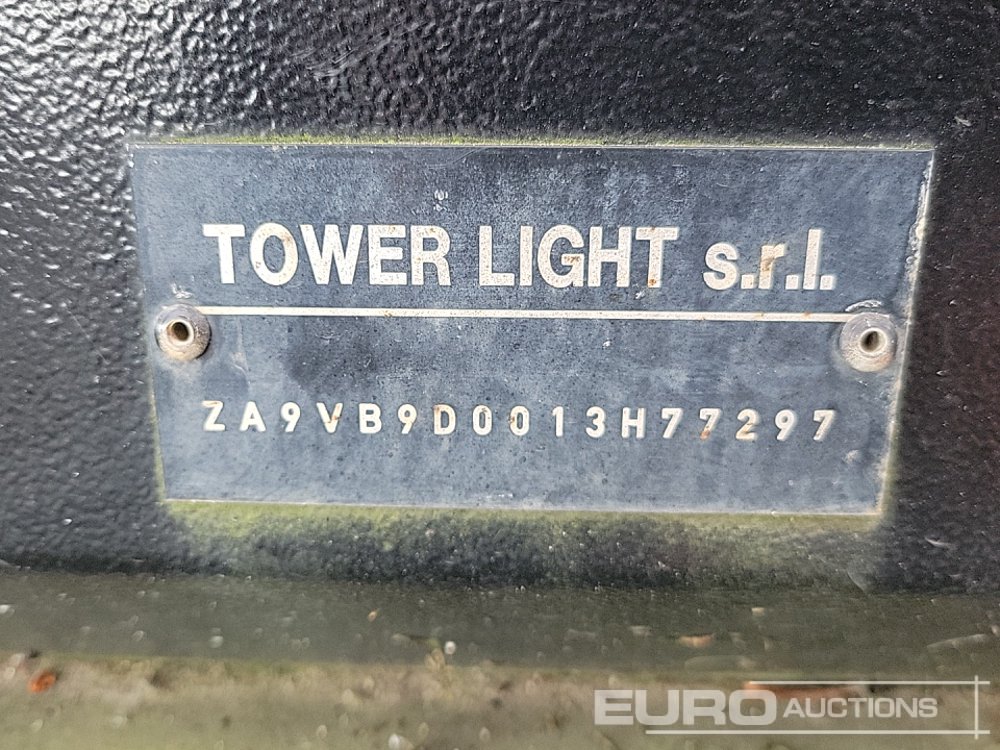 TOWER LIGHT s.r.l.
ZA9VB9D0013H77297
EURO AUCTIONS